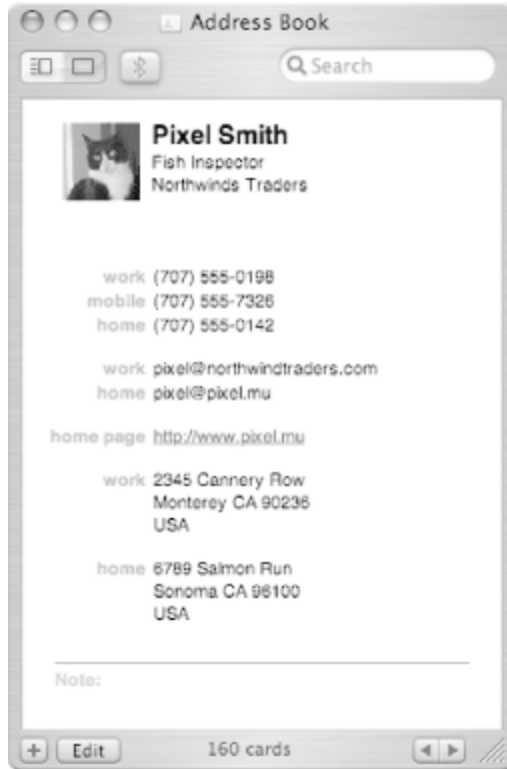 Address Book
Search
Pixel Smith
Fish Inspector
Northwinds Traders
work (707) 555-0198
mobile (707) 555-7326
home (707) 555-0142
work pixel@northwindtraders.com
home pixel@pixel.mu
home page http://www.pixel.mu
work 2345 Cannery Row
Monterey CA 90236
USA
home 6789 Salmon Run
Sonoma CA 96100
USA
Note:
+ Edit 160 cards